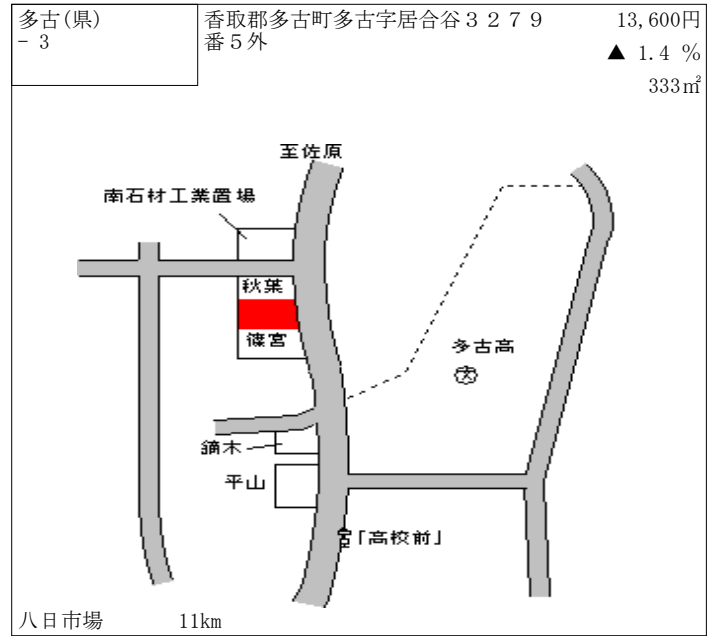 多古(県)
－3
香取郡多古町多古字居合谷３２７９
番５外
13,600円
▲ 1.4 %
333㎡
至佐原
南石材工業置場
秋葉
篠宮
多古高
文
鏑木
平山
「高校前」
八日市場 11km